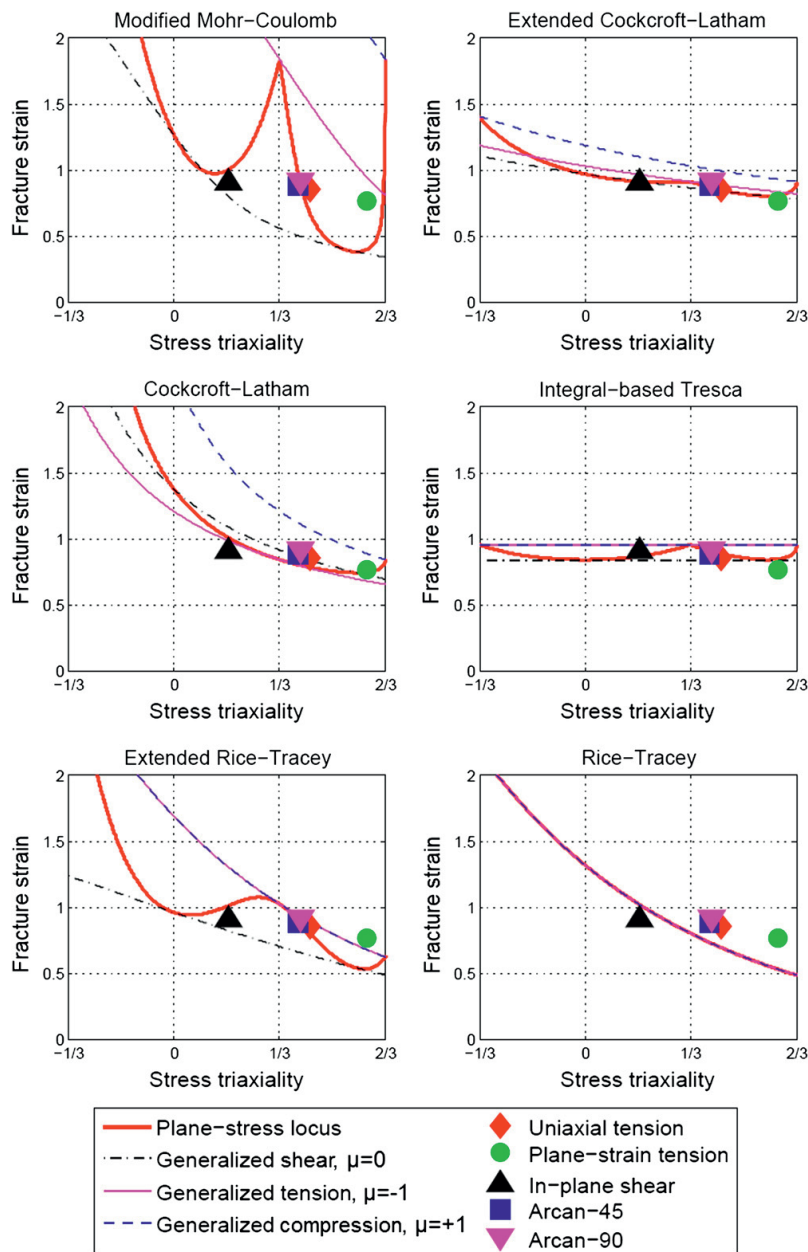 Modified Mohr−Coulomb
Extended Cockcroft−Latham
2
1.5
1
0.5
0
−1/3
0
1/3
2/3
Fracture strain
Stress triaxiality
2
1.5
1
0.5
0
−1/3
0
1/3
2/3
Fracture strain
Stress triaxiality
Cockcroft−Latham
Integral-based Tresca
2
1.5
1
0.5
0
−1/3
0
1/3
2/3
Fracture strain
Stress triaxiality
2
1.5
1
0.5
0
−1/3
0
1/3
2/3
Fracture strain
Stress triaxiality
Extended Rice−Tracey
Rice−Tracey
2
1.5
1
0.5
0
−1/3
0
1/3
2/3
Fracture strain
Stress triaxiality
2
1.5
1
0.5
0
−1/3
0
1/3
2/3
Fracture strain
Stress triaxiality
Plane−stress locus
Generalized shear, μ=0
Generalized tension, μ=-1
Generalized compression, μ=+1
Uniaxial tension
Plane−strain tension
In−plane shear
Arcan−45
Arcan−90